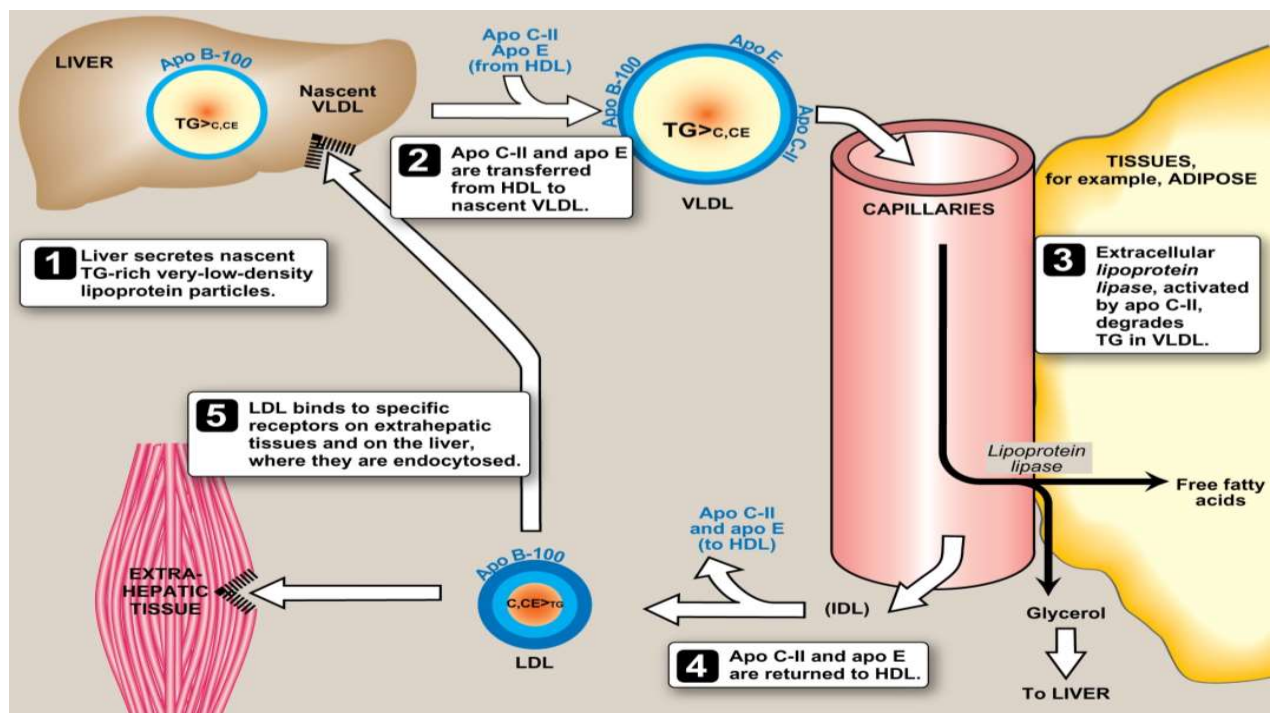 LIVER
Apo B-100
TG>C,CE
Nascent
VLDL
Apo C-II
Apo E
(from HDL)
Apo B-100
Apo E
Apo C-II
TG>C,CE
VLDL
2 Apo C-II and apo E
are transferred
from HDL to
nascent VLDL.
CAPILLARIES
TISSUES,
for example, ADIPOSE
1 Liver secretes nascent
TG-rich very-low-density
lipoprotein particles.
3 Extracellular
lipoprotein
lipase, activated
by apo C-II,
degrades
TG in VLDL.
5 LDL binds to specific
receptors on extrahepatic
tissues and on the liver,
where they are endocytosed.
Lipoprotein
lipase
Free fatty
acids
Apo C-II
and apo E
(to HDL)
EXTRA-
HEPATIC
TISSUE
Apo B-100
C,CE>TG
LDL
(IDL)
Glycerol
4 Apo C-II and apo E
are returned to HDL.
To LIVER